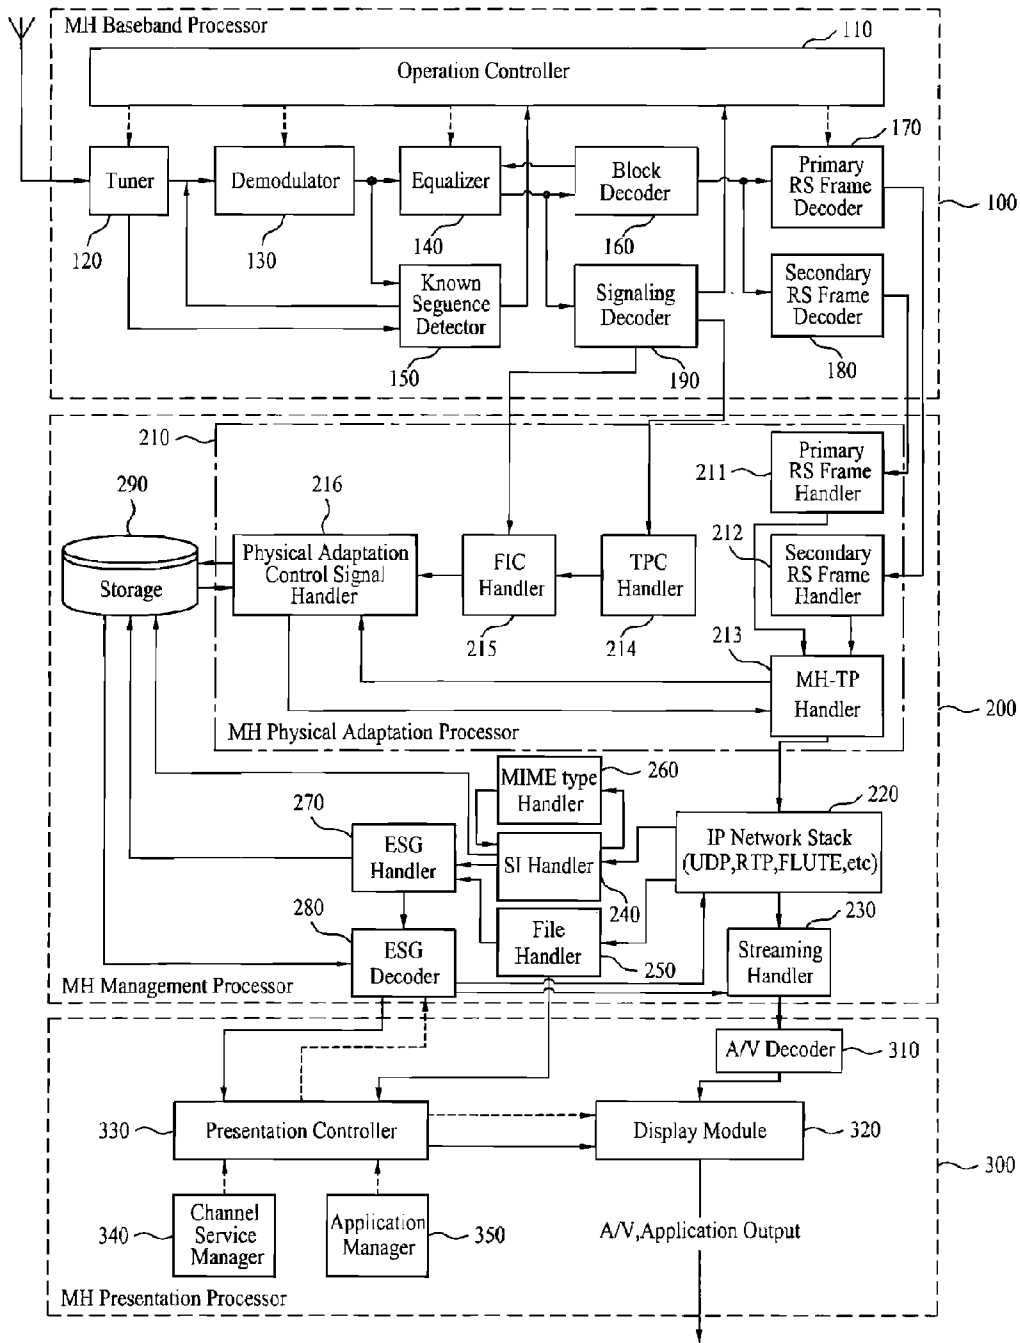 MH Baseband Processor
110
Operation Controller
170
Tuner
Demodulator
Equalizer
Block
Decoder
Primary
RS Frame
Decoder
100
120
130
140
160
Known
Seguence
Detector
Signaling
Decoder
Secondary
RS Frame
Decoder
150
190
180
210
Primary
RS Frame
Handler
211
290
216
212
Storage
Physical Adaptation
Control Signal
Handler
FIC
Handler
TPC
Handler
Secondary
RS Frame
Handler
215
214
213
MH-TP
Handler
200
MH Physical Adaptation Processor
MIME type
Handler
260
270
220
ESG
Handler
SI Handler
IP Network Stack
(UDP,RTP,FLUTE,etc)
240
280
230
ESG
Decoder
File
Handler
250
Streaming
Handler
MH Management Processor
A/V Decoder
310
330
Presentation Controller
Display Module
320
300
340
Channel
Service
Manager
Application
Manager
350
A/V,Application Output
MH Presentation Processor